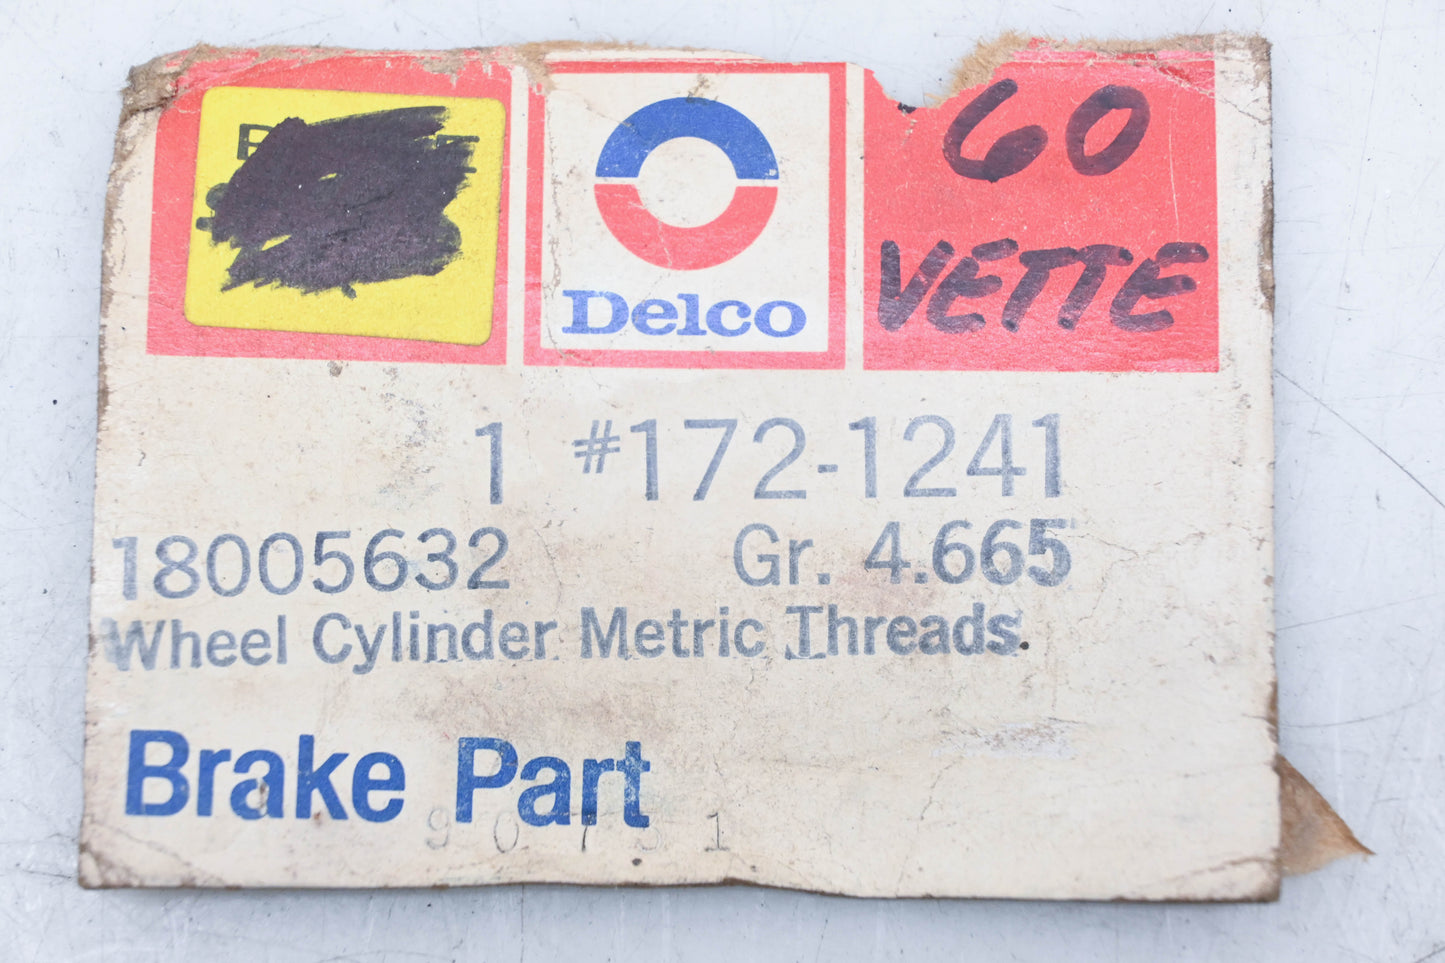 60
VETTE
Delco
1 #172-1241
18005632 Gr. 4.665
Wheel Cylinder Metric Threads.
Brake Part